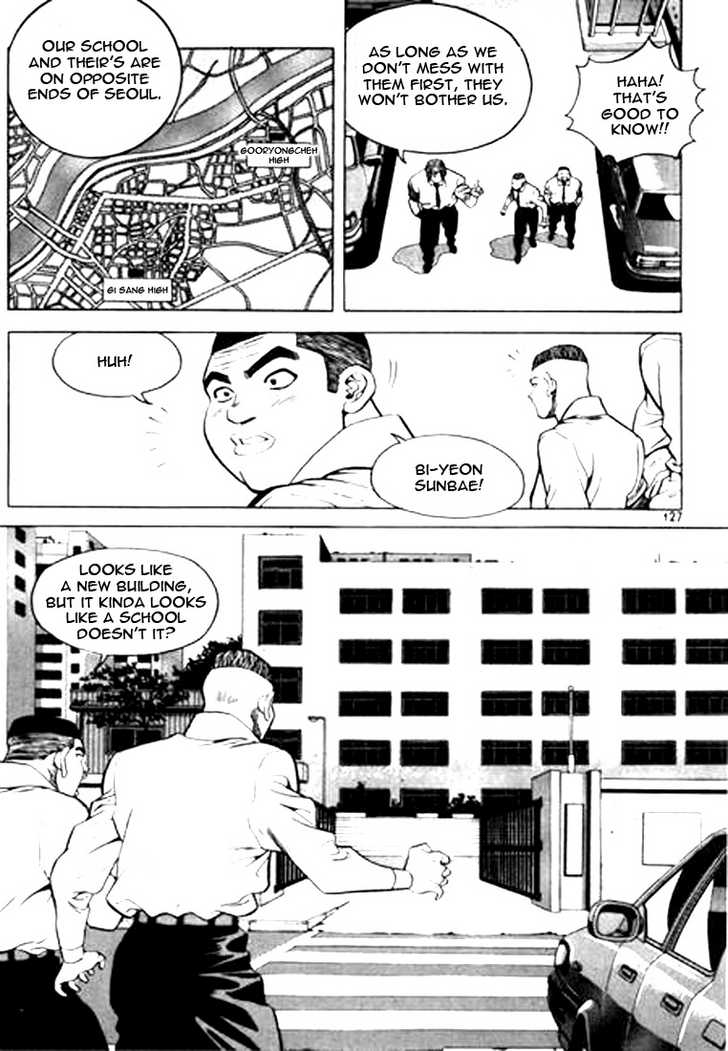 OUR SCHOOL
AND THEIR'S ARE
ON OPPOSITE
ENDS OF SEOUL.
GOORYONGCHEH
HIGH
GI SANG HIGH
AS LONG AS WE
DON'T MESS WITH
THEM FIRST, THEY
WON'T BOTHER US.
HAHA!
THAT'S
GOOD TO
KNOW!!
HUH!
BI-YEON
SUNBAE!
127
LOOKS LIKE
A NEW BUILDING,
BUT IT KINDA LOOKS
LIKE A SCHOOL
DOESN'T IT?